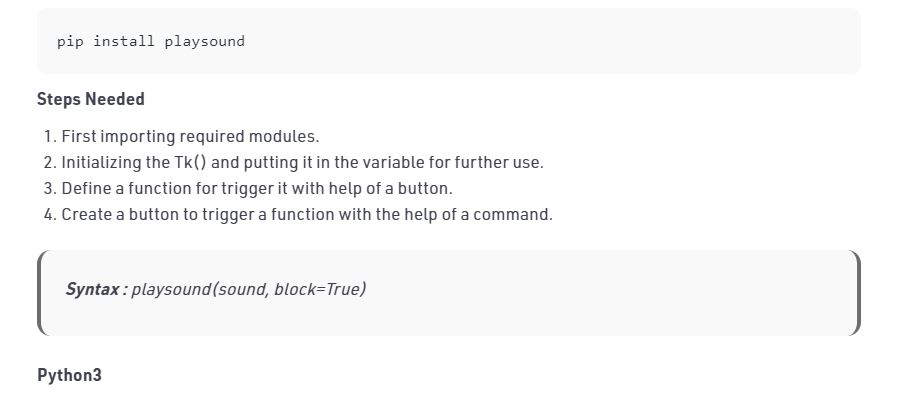 pip install playsound
Steps Needed
1. First importing required modules.
2. Initializing the Tk() and putting it in the variable for further use.
3. Define a function for trigger it with help of a button.
4. Create a button to trigger a function with the help of a command.
Syntax : playsound(sound, block=True)
Python3